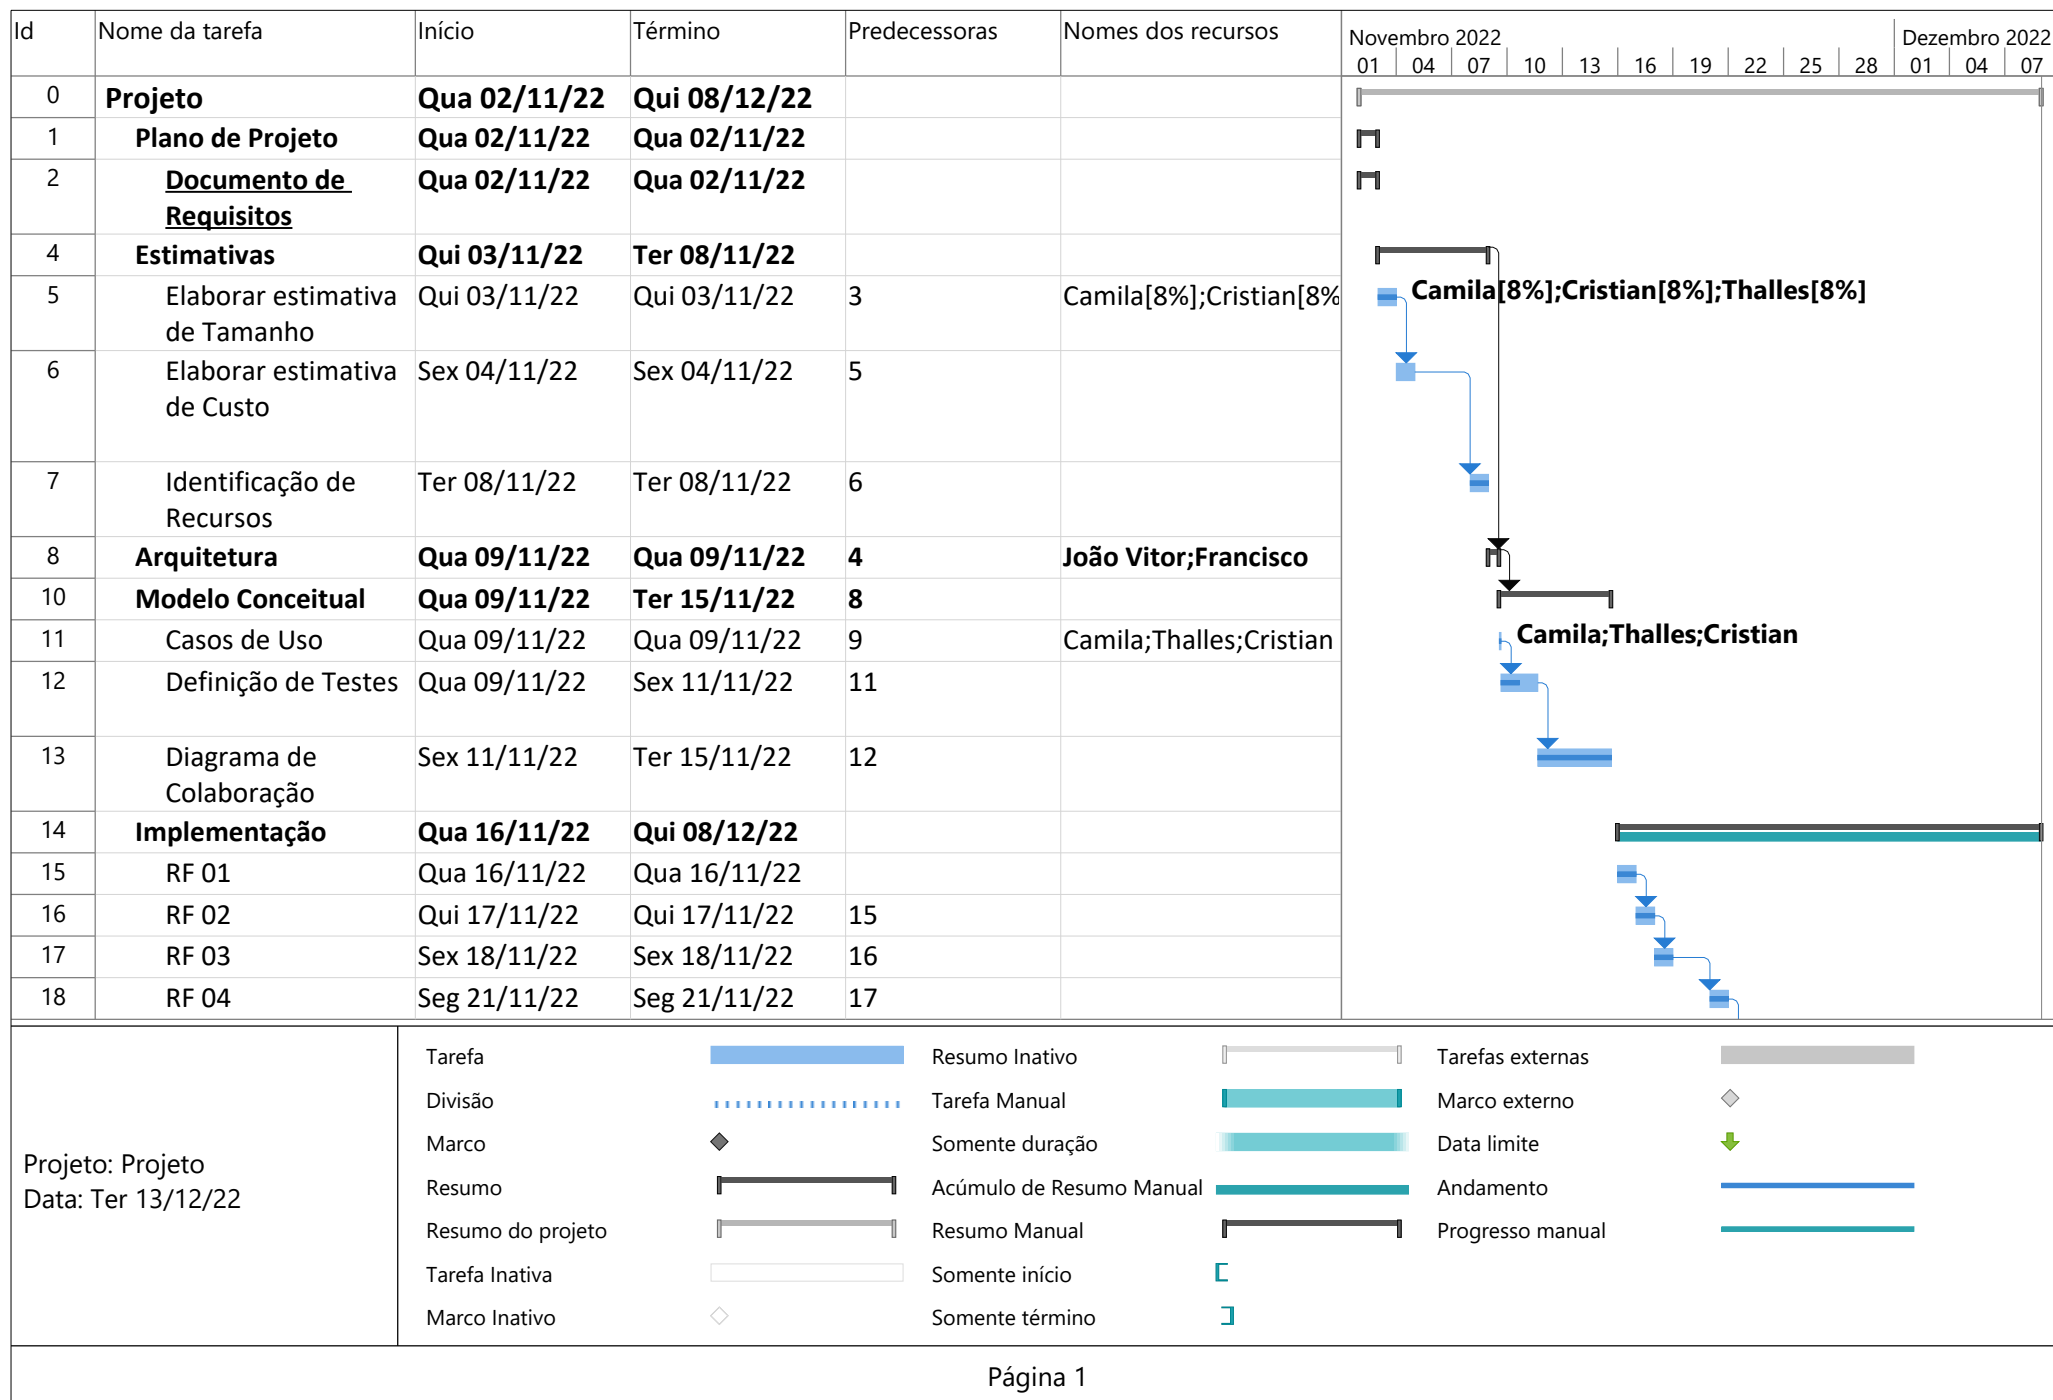 Id Nome da tarefa Início Término Predecessoras Nomes dos recursos Novembro 2022 Dezembro 2022
01 04 07 10 13 16 19 22 25 28 01 04 07
0 Projeto Qua 02/11/22 Qui 08/12/22
1 Plano de Projeto Qua 02/11/22 Qua 02/11/22
2 Documento de Qua 02/11/22 Qua 02/11/22
Requisitos
4 Estimativas Qui 03/11/22 Ter 08/11/22
5 Elaborar estimativa Qui 03/11/22 Qui 03/11/22 3 Camila[8%];Cristian[8% Camila[8%];Cristian[8%];Thalles[8%]
de Tamanho
6 Elaborar estimativa Sex 04/11/22 Sex 04/11/22 5
de Custo
7 Identificação de Ter 08/11/22 Ter 08/11/22 6
Recursos
8 Arquitetura Qua 09/11/22 Qua 09/11/22 4 João Vitor;Francisco
10 Modelo Conceitual Qua 09/11/22 Ter 15/11/22 8
11 Casos de Uso Qua 09/11/22 Qua 09/11/22 9 Camila;Thalles;Cristian Camila;Thalles;Cristian
12 Definição de Testes Qua 09/11/22 Sex 11/11/22 11
13 Diagrama de Sex 11/11/22 Ter 15/11/22 12
Colaboração
14 Implementação Qua 16/11/22 Qui 08/12/22
15 RF 01 Qua 16/11/22 Qua 16/11/22
16 RF 02 Qui 17/11/22 Qui 17/11/22 15
17 RF 03 Sex 18/11/22 Sex 18/11/22 16
18 RF 04 Seg 21/11/22 Seg 21/11/22 17
Projeto: Projeto
Data: Ter 13/12/22
Tarefa Resumo Inativo Tarefas externas
Divisão Tarefa Manual Marco externo
Marco Somente duração Data limite
Resumo Acúmulo de Resumo Manual Andamento
Resumo do projeto Resumo Manual Progresso manual
Tarefa Inativa Somente início
Marco Inativo Somente término
Página 1